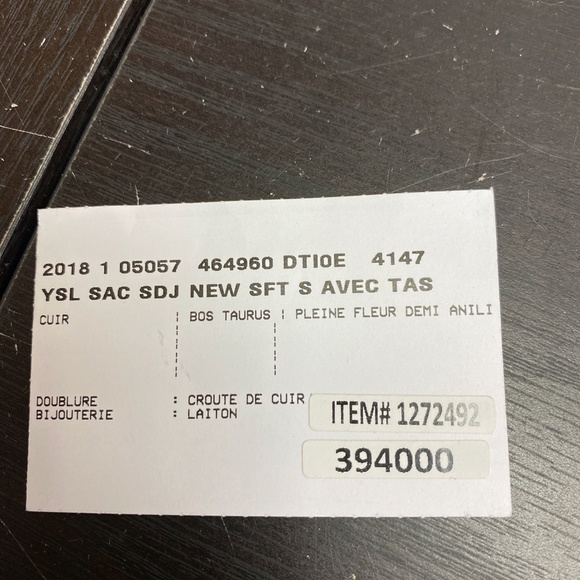 2018 1 05057 464960 DTI0E 4147
YSL SAC SDJ NEW SFT S AVEC TAS
CUIR BOS TAURUS : PLEINE FLEUR DEMI ANILI
DOUBLURE : CROUTE DE CUIR
BIJOUTERIE : LAITON
ITEM# 1272492
394000